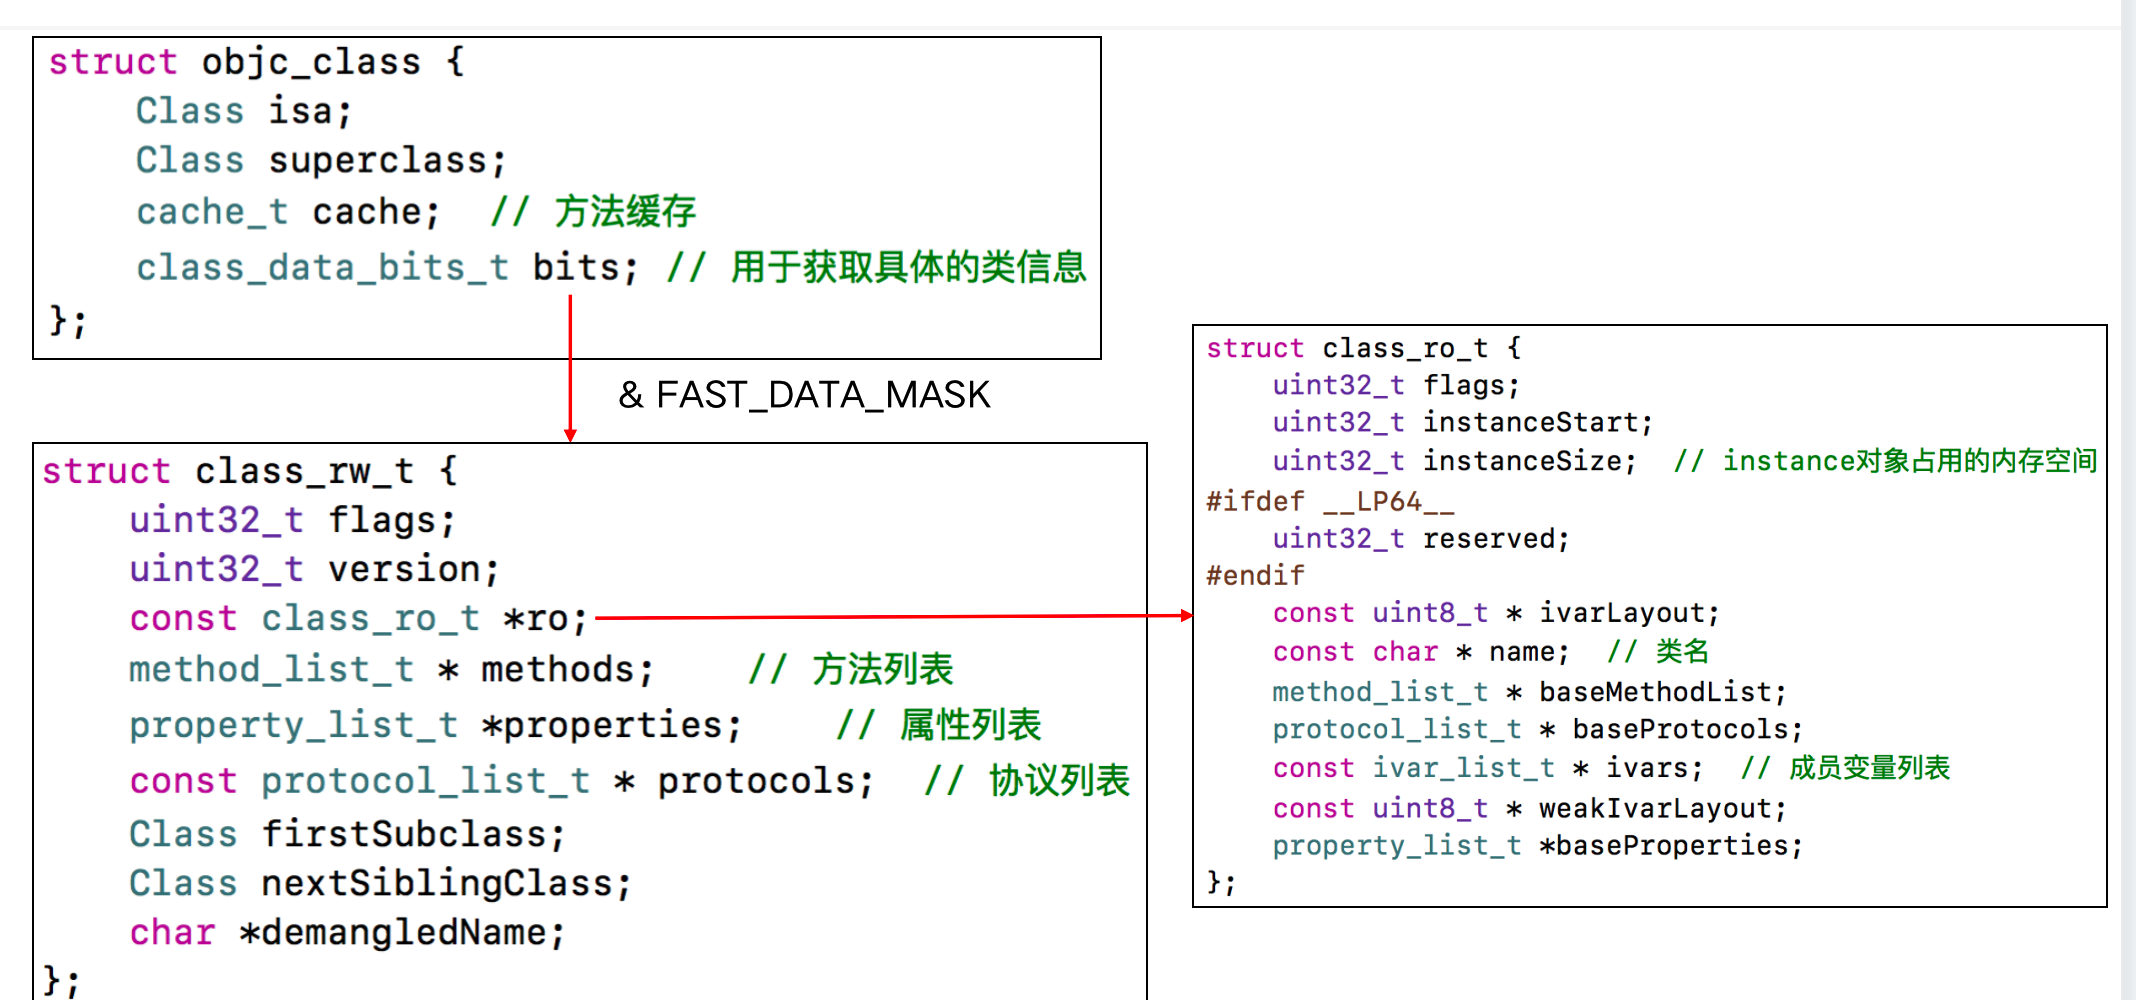 struct objc_class {
Class isa;
Class superclass;
cache_t cache; // 方法缓存
class_data_bits_t bits; // 用于获取具体的类信息
};
& FAST_DATA_MASK
struct class_rw_t {
uint32_t flags;
uint32_t version;
const class_ro_t *ro;
method_list_t * methods; // 方法列表
property_list_t *properties; // 属性列表
const protocol_list_t * protocols; // 协议列表
Class firstSubclass;
Class nextSiblingClass;
char *demangledName;
};
struct class_ro_t {
uint32_t flags;
uint32_t instanceStart;
uint32_t instanceSize; // instance对象占用的内存空间
#ifdef __LP64__
uint32_t reserved;
#endif
const uint8_t * ivarLayout;
const char * name; // 类名
method_list_t * baseMethodList;
protocol_list_t * baseProtocols;
const ivar_list_t * ivars; // 成员变量列表
const uint8_t * weakIvarLayout;
property_list_t *baseProperties;
};